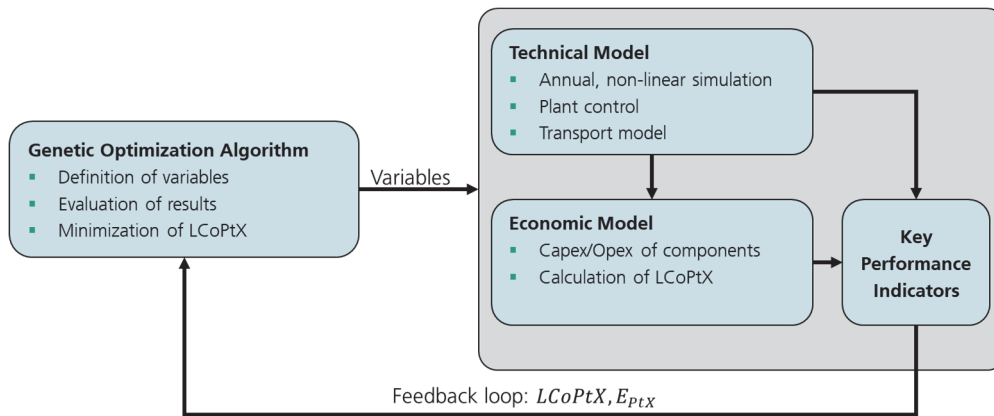 Technical Model
Annual, non-linear simulation
Plant control
Transport model
Genetic Optimization Algorithm
Definition of variables
Evaluation of results
Minimization of LCoPtX
Variables
Economic Model
Capex/Opex of components
Calculation of LCoPtX
Key
Performance
Indicators
Feedback loop: LCoPtX, E_PtX